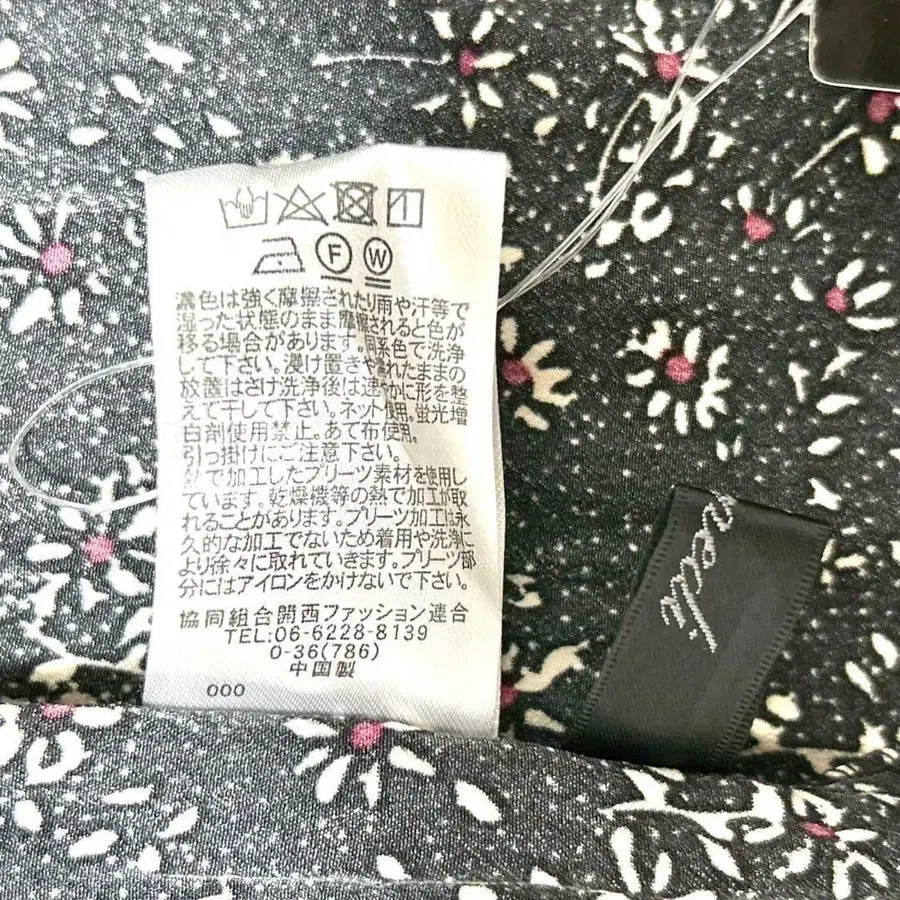 F W
濃色は強く摩擦されたり雨や汗等で
湿った状態のまま摩擦されると色が
移る場合があります。同系色で洗浄
して下さい。浸け置きや濡れたままの
放置はさけ洗浄後は速やかに形を整
えて干して下さい。ネット使用。蛍光増
白剤使用禁止。あて布使用。
引っ掛けにご注意下さい。
熱で加工したプリーツ素材を使用し
ています。乾燥機等の熱で加工が取
れることがあります。プリーツ加工は永
久的な加工でないため着用や洗浄に
より徐々に取れていきます。プリーツ部
分にはアイロンをかけないで下さい。
協同組合関西ファッション連合
TEL:06-6228-8139
O-36(786)
中国製
000